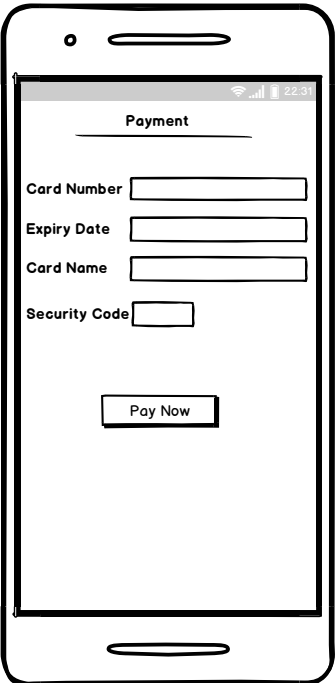 22:31
Payment
Card Number
Expiry Date
Card Name
Security Code
Pay Now